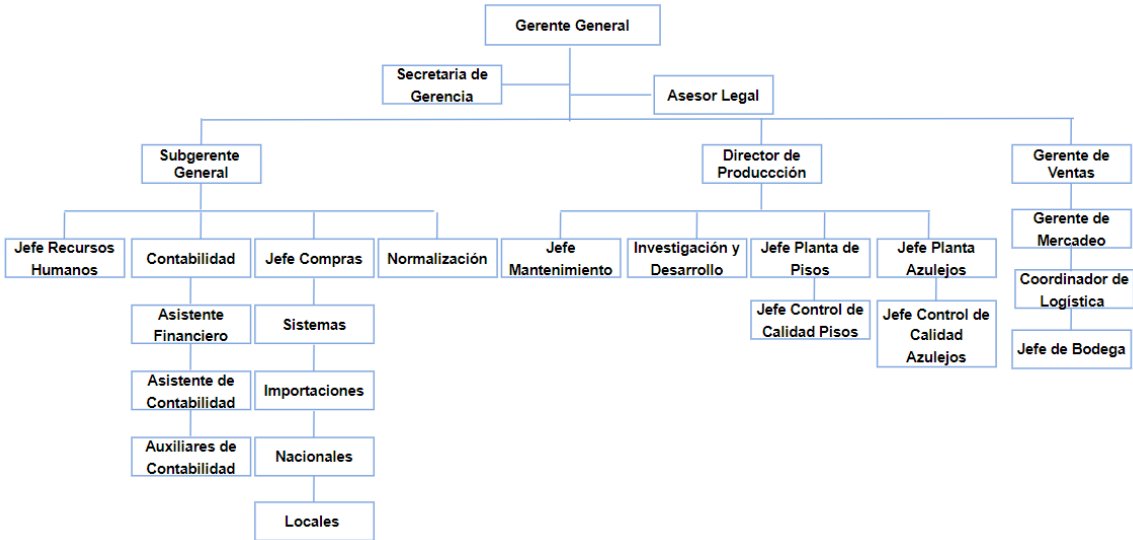 Gerente General
Secretaria de
Gerencia
Asesor Legal
Subgerente
General
Director de
Produccción
Gerente de
Ventas
Jefe Recursos
Humanos
Contabilidad
Jefe Compras
Normalización
Jefe
Mantenimiento
Investigación y
Desarrollo
Jefe Planta de
Pisos
Jefe Planta
Azulejos
Gerente de
Mercadeo
Asistente
Financiero
Sistemas
Jefe Control de
Calidad Pisos
Jefe Control de
Calidad
Azulejos
Coordinador de
Logística
Jefe de Bodega
Asistente de
Contabilidad
Importaciones
Auxiliares de
Contabilidad
Nacionales
Locales